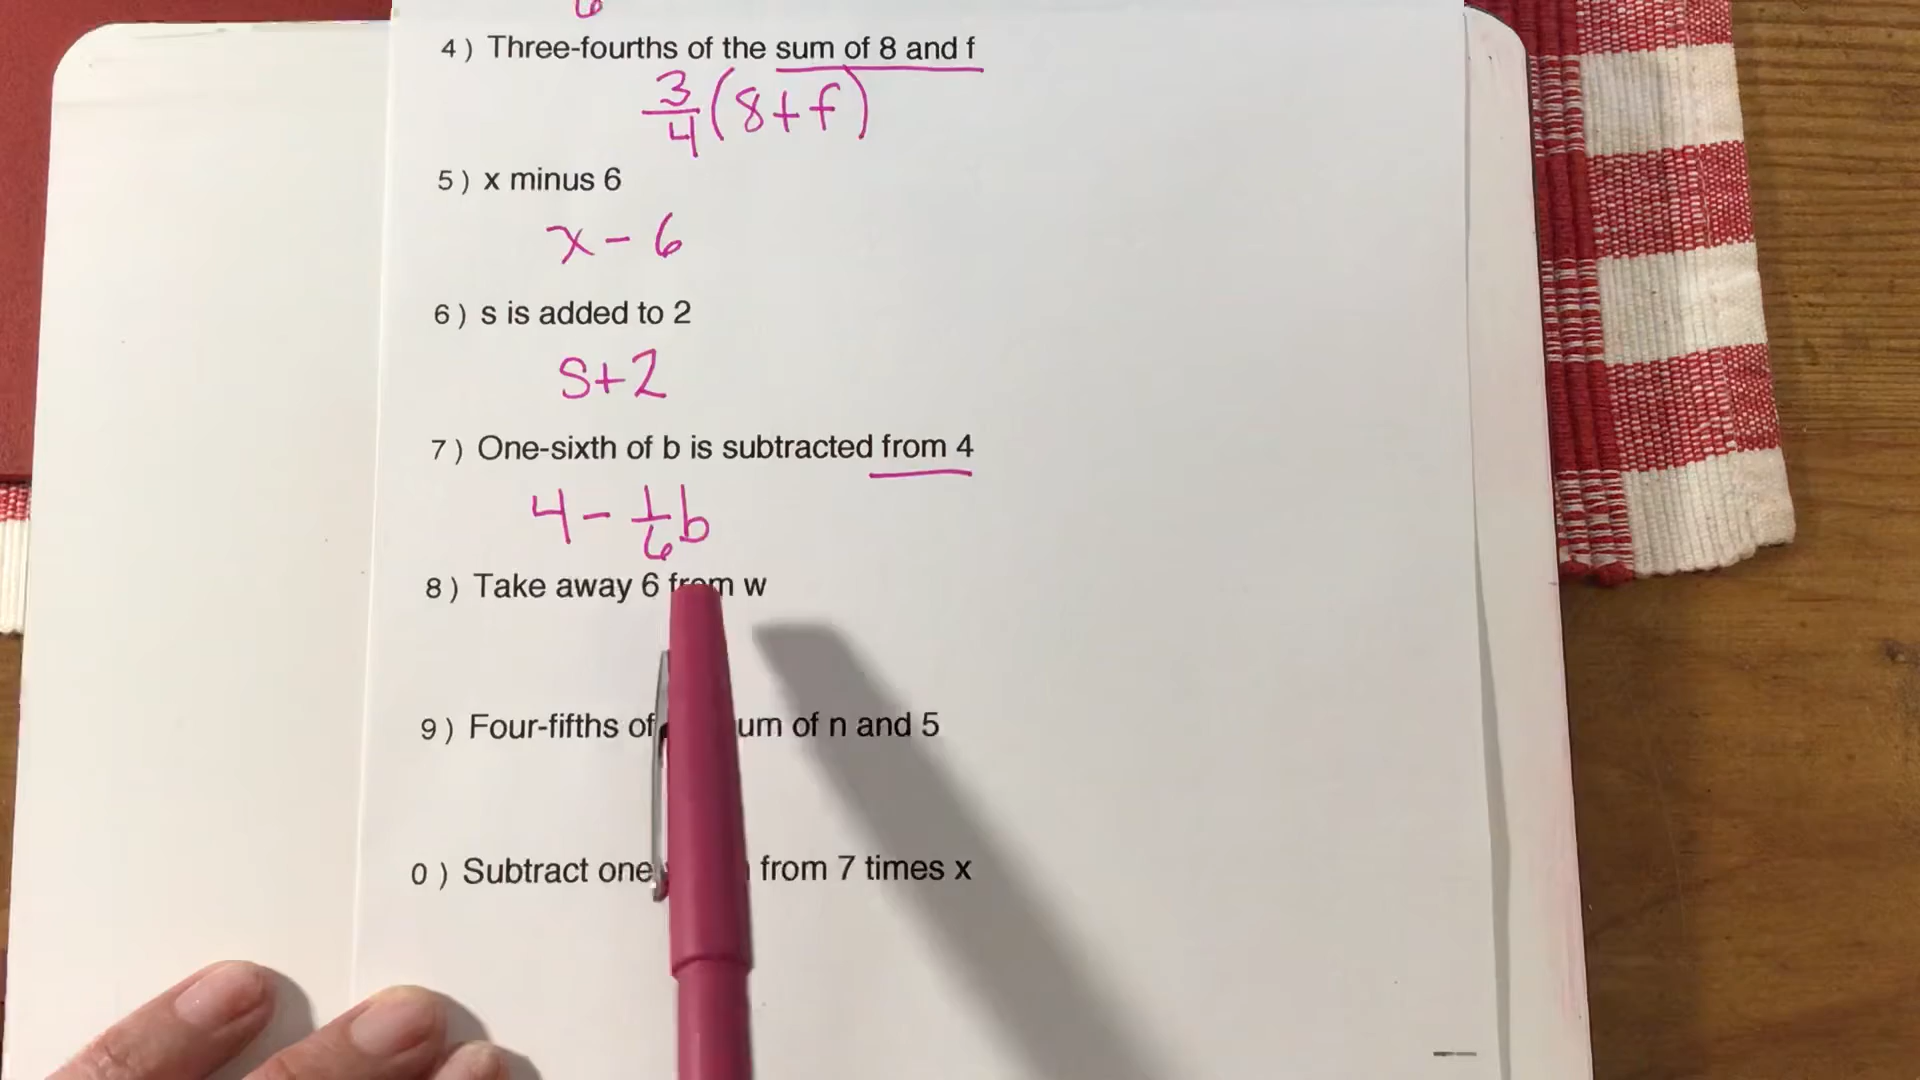 6
4) Three-fourths of the sum of 8 and f
3/4(8+f)
5) x minus 6
x - 6
6) s is added to 2
s+2
7) One-sixth of b is subtracted from 4
4 - 1/6b
8) Take away 6 from w
9) Four-fifths of um of n and 5
0) Subtract one from 7 times x